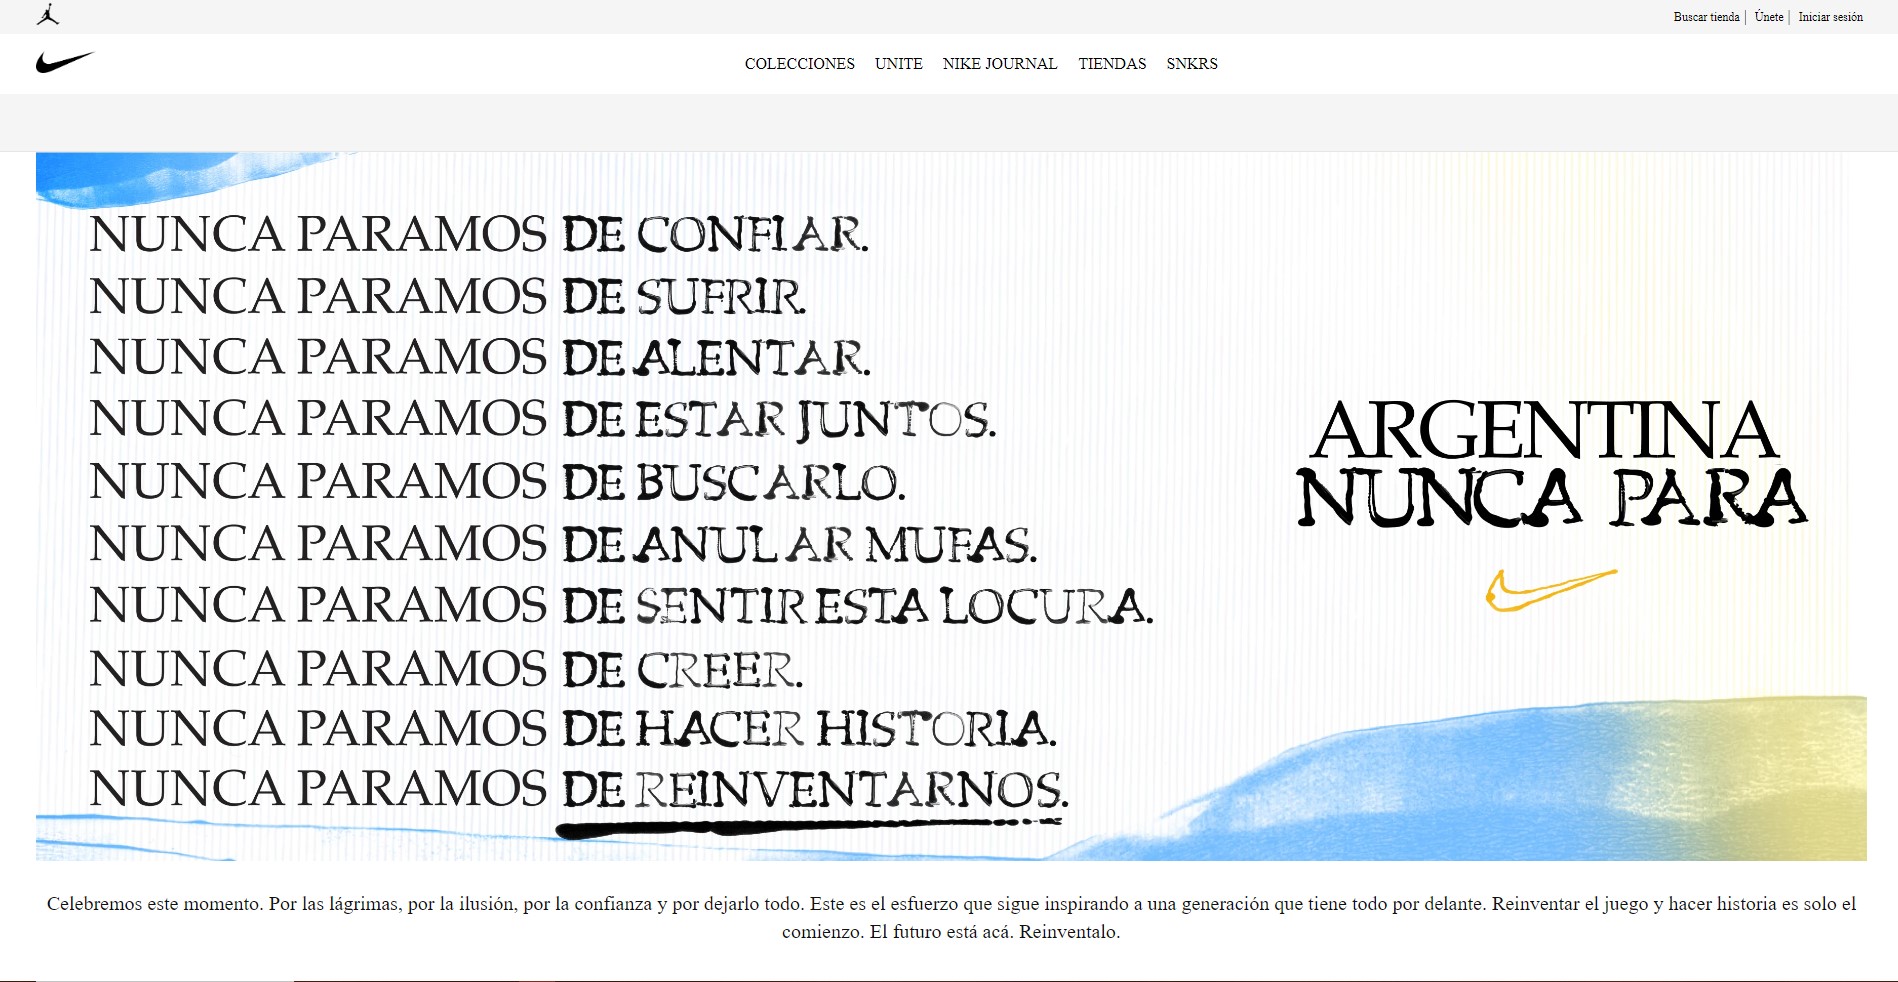 Buscar tienda | Únete | Iniciar sesión
COLECCIONES UNITE NIKE JOURNAL TIENDAS SNKRS
NUNCA PARAMOS DE CONFIAR.
NUNCA PARAMOS DE SUFRIR.
NUNCA PARAMOS DE ALENTAR.
NUNCA PARAMOS DE ESTAR JUNTOS.
NUNCA PARAMOS DE BUSCARLO.
NUNCA PARAMOS DE ANULAR MUFAS.
NUNCA PARAMOS DE SENTIR ESTA LOCURA.
NUNCA PARAMOS DE CREER.
NUNCA PARAMOS DE HACER HISTORIA.
NUNCA PARAMOS DE REINVENTARNOS.
ARGENTINA
NUNCA PARA
Celebremos este momento. Por las lágrimas, por la ilusión, por la confianza y por dejarlo todo. Este es el esfuerzo que sigue inspirando a una generación que tiene todo por delante. Reinventar el juego y hacer historia es solo el
comienzo. El futuro está acá. Reinventalo.